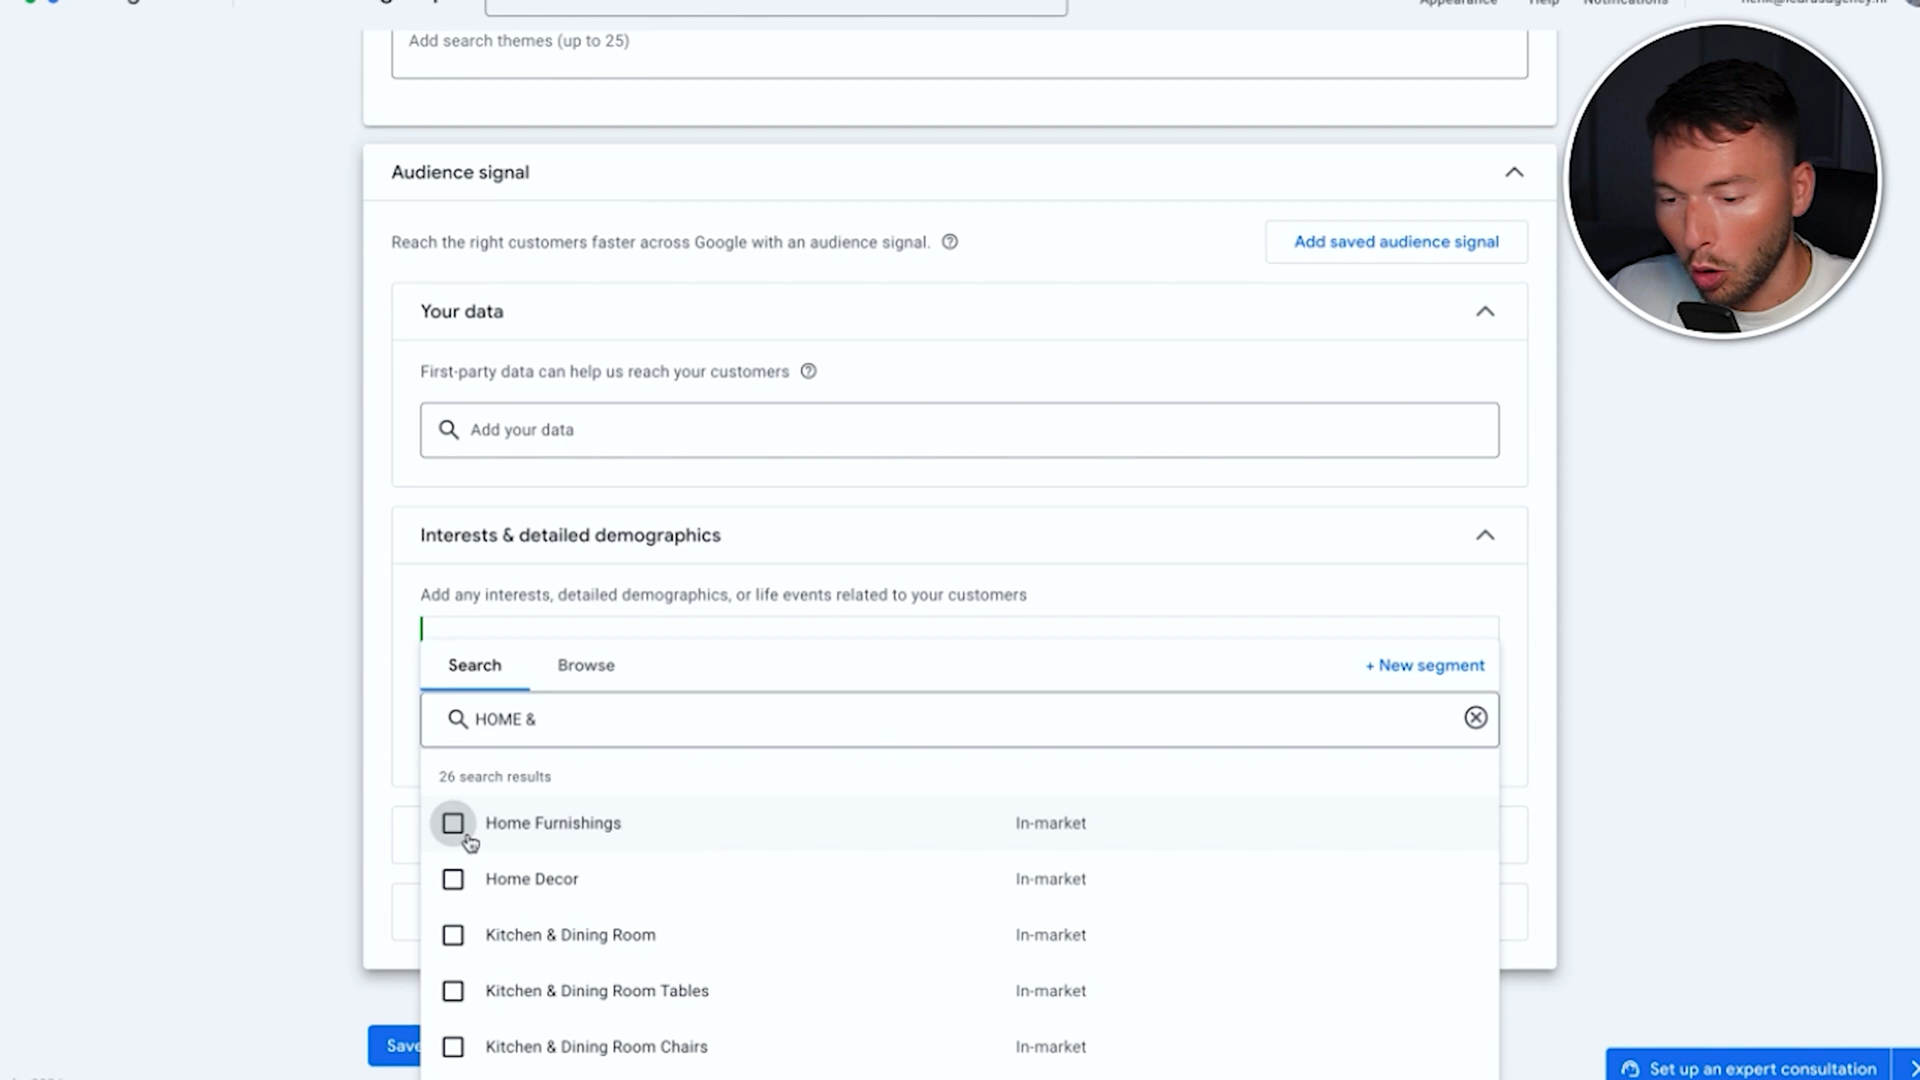 Appearance Help Notifications
Add search themes (up to 25)
Audience signal
Reach the right customers faster across Google with an audience signal.
Add saved audience signal
Your data
First-party data can help us reach your customers
Add your data
Interests & detailed demographics
Add any interests, detailed demographics, or life events related to your customers
Search Browse + New segment
HOME &
26 search results
Home Furnishings In-market
Home Decor In-market
Kitchen & Dining Room In-market
Kitchen & Dining Room Tables In-market
Kitchen & Dining Room Chairs In-market
Save
Set up an expert consultation